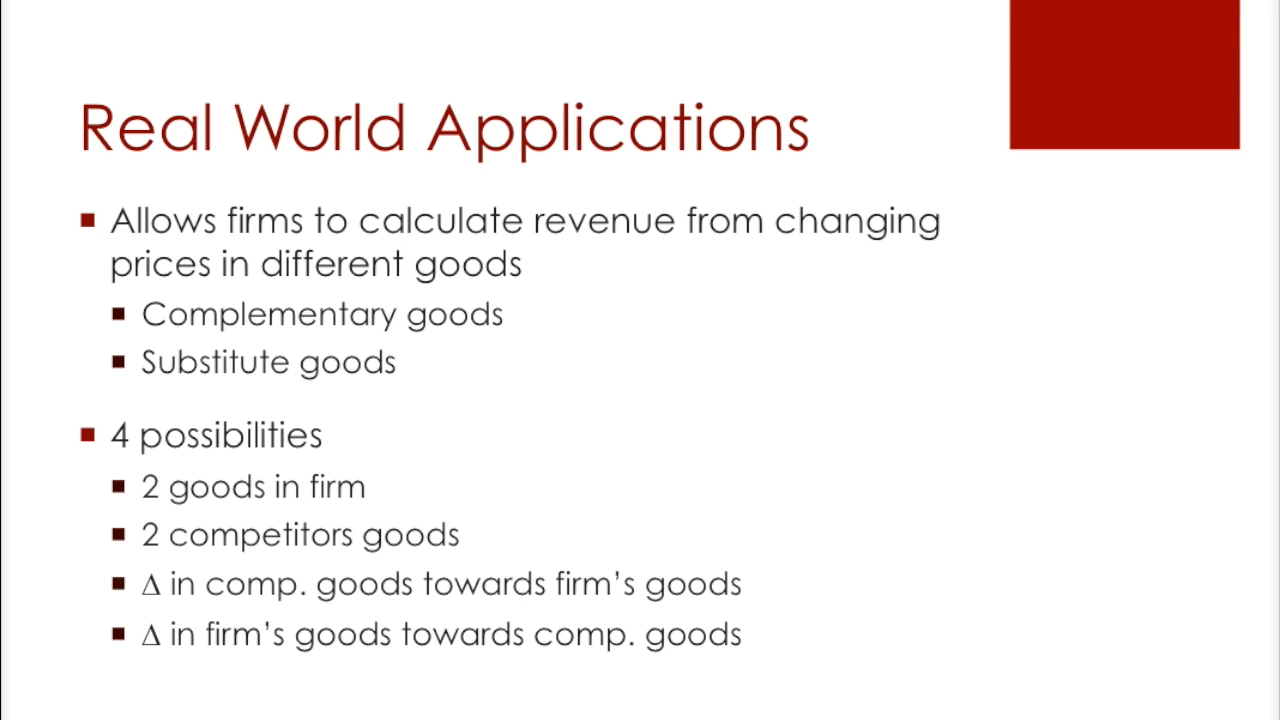 Real World Applications
Allows firms to calculate revenue from changing
prices in different goods
Complementary goods
Substitute goods
4 possibilities
2 goods in firm
2 competitors goods
Δ in comp. goods towards firm’s goods
Δ in firm’s goods towards comp. goods